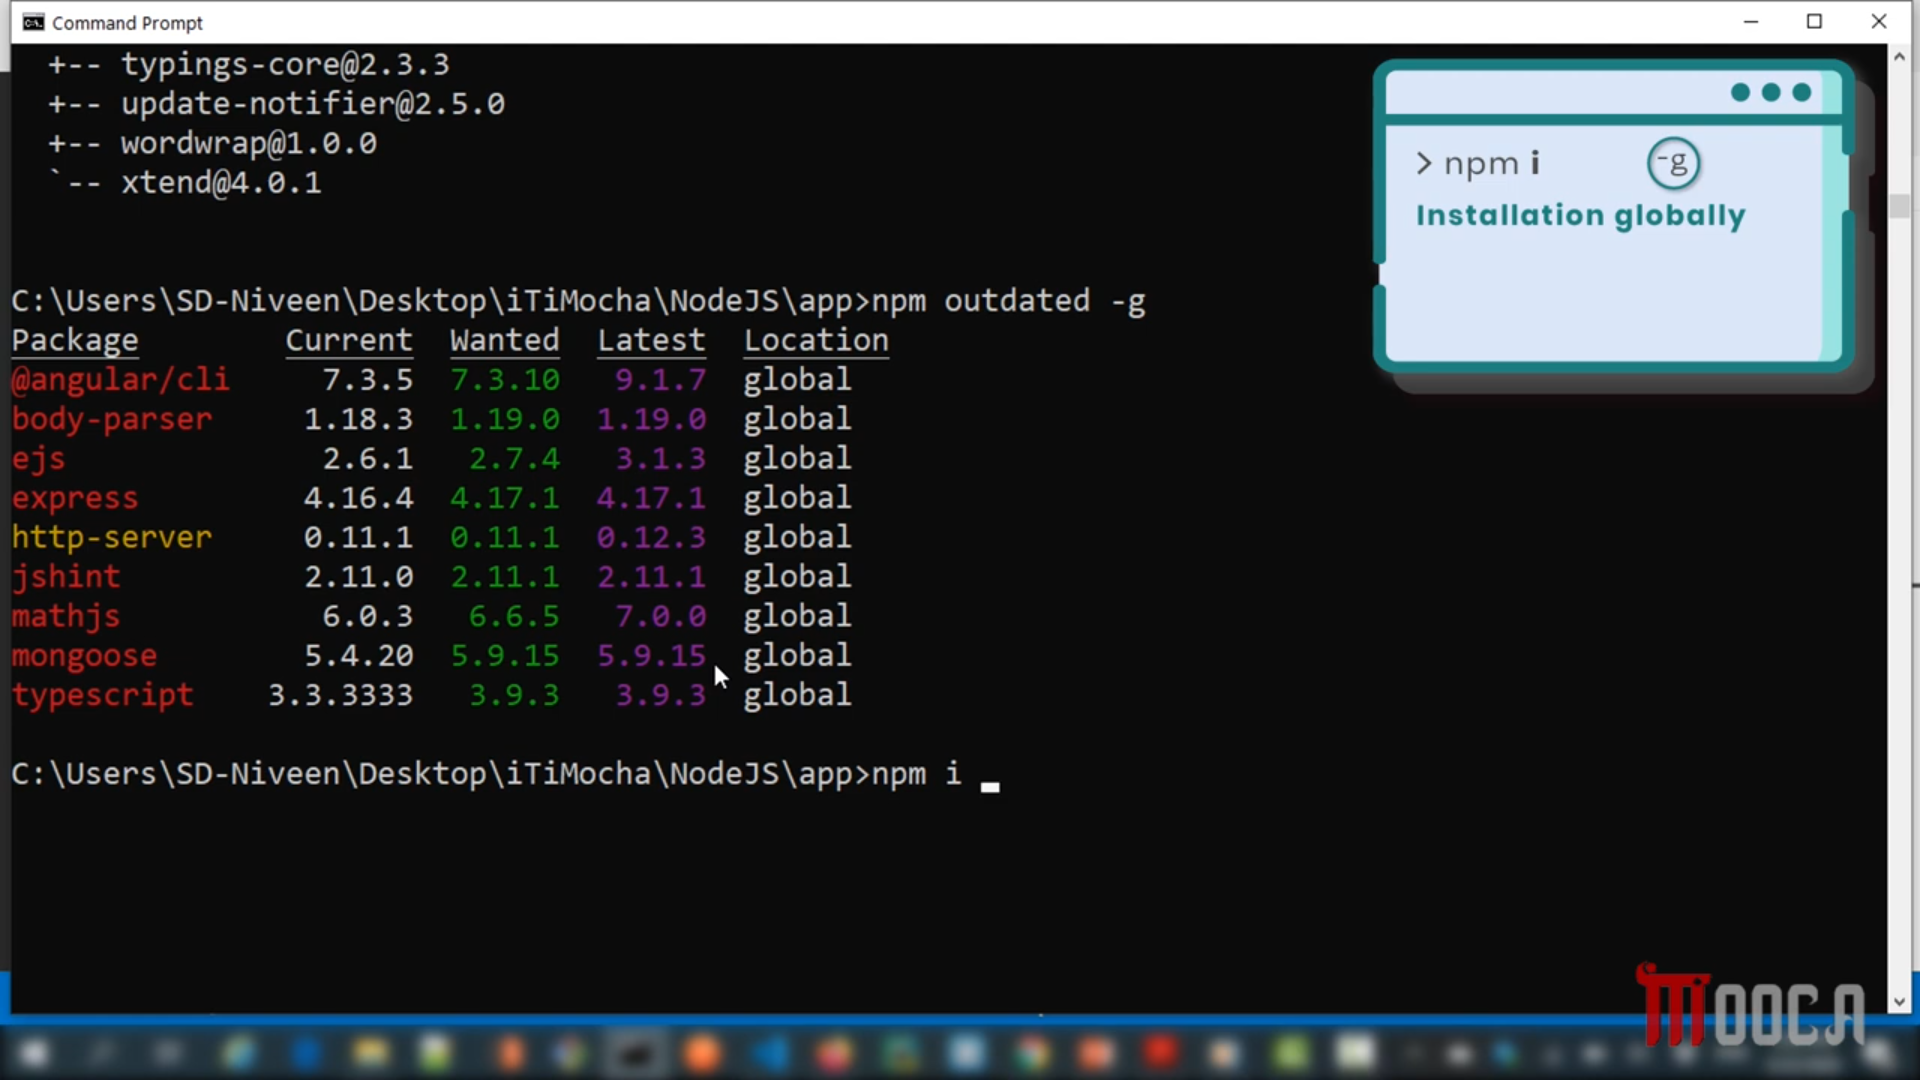 Command Prompt
+-- typings-core@2.3.3
+-- update-notifier@2.5.0
+-- wordwrap@1.0.0
`-- xtend@4.0.1
> npm i -g
Installation globally
C:\Users\SD-Niveen\Desktop\iTiMocha\NodeJS\app>npm outdated -g
Package Current Wanted Latest Location
@angular/cli 7.3.5 7.3.10 9.1.7 global
body-parser 1.18.3 1.19.0 1.19.0 global
ejs 2.6.1 2.7.4 3.1.3 global
express 4.16.4 4.17.1 4.17.1 global
http-server 0.11.1 0.11.1 0.12.3 global
jshint 2.11.0 2.11.1 2.11.1 global
mathjs 6.0.3 6.6.5 7.0.0 global
mongoose 5.4.20 5.9.15 5.9.15 global
typescript 3.3.3333 3.9.3 3.9.3 global
C:\Users\SD-Niveen\Desktop\iTiMocha\NodeJS\app>npm i _
MOOCA